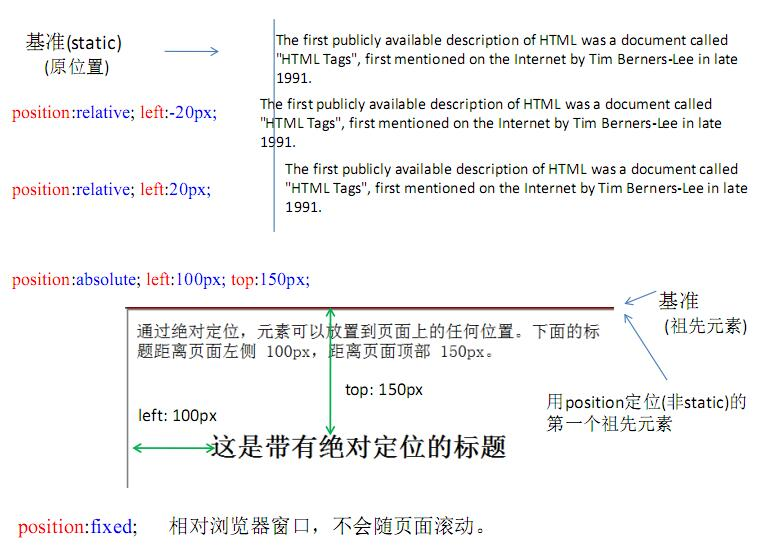 基准(static)
(原位置)
The first publicly available description of HTML was a document called
"HTML Tags", first mentioned on the Internet by Tim Berners-Lee in late
1991.
position:relative; left:-20px;
The first publicly available description of HTML was a document called
"HTML Tags", first mentioned on the Internet by Tim Berners-Lee in late
1991.
position:relative; left:20px;
The first publicly available description of HTML was a document called
"HTML Tags", first mentioned on the Internet by Tim Berners-Lee in late
1991.
position:absolute; left:100px; top:150px;
基准
(祖先元素)
通过绝对定位，元素可以放置到页面上的任何位置。下面的标
题距离页面左侧 100px，距离页面顶部 150px。
top: 150px
left: 100px
用position定位(非static)的
第一个祖先元素
这是带有绝对定位的标题
position:fixed; 相对浏览器窗口，不会随页面滚动。